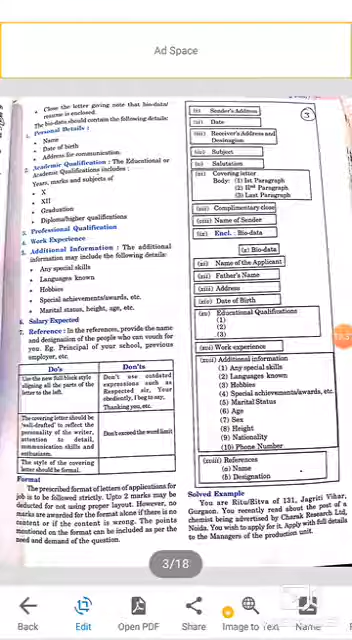 Ad Space
Close the letter giving note that bio-data/
resume is enclosed.
The bio-data should contain the following details:
1. Personal Details :
• Name
• Date of birth
• Address for communication.
2. Academic Qualification : The Educational or
Academic Qualifications includes :
Years, marks and subjects of
• X
• XII
• Graduation
• Diploma/higher qualifications
3. Professional Qualification
4. Work Experience
5. Additional Information : The additional
information may include the following details:
• Any special skills
• Languages known
• Hobbies
• Special achievements/awards, etc.
• Marital status, height, age, etc.
6. Salary Expected
7. Reference : In the references, provide the name
and designation of the people who can vouch for
you. Eg. Principal of your school, previous
employer, etc.
Do's Don'ts
Use the new full block style
aligning all the parts of the
letter to the left.
Don't use outdated
expressions such as
Respected sir, Your
obediently, I beg to say,
Thanking you, etc.
The covering letter should be
'well-drafted' to reflect the
personality of the writer,
attention to detail,
communication skills and
enthusiasm.
Don't exceed the word limit
The style of the covering
letter should be formal.
Format
The prescribed format of letters of application for
job is to be followed strictly. Upto 2 marks may be
deducted for not using proper layout. However, no
marks are awarded for the format alone if there is no
content or if the content is wrong. The points
mentioned on the format can be included as per the
need and demand of the question.
3
(i) Sender's Address
(ii) Date
(iii) Receiver's Address and
Designation
(iv) Subject
(v) Salutation
(vi) Covering letter
Body: (1) Ist Paragraph
(2) IInd Paragraph
(3) Last Paragraph
(vii) Complimentary close
(viii) Name of Sender
(ix) Encl. : Bio-data
(x) Bio-data
(xi) Name of the Applicant
(xii) Father's Name
(xiii) Address
(xiv) Date of Birth
(xv) Educational Qualifications
(1)
(2)
(3)
(xvi) Work experience
(xvii) Additional information
(1) Any special skills
(2) Languages known
(3) Hobbies
(4) Special achievements/awards, etc.
(5) Marital Status
(6) Age
(7) Sex
(8) Height
(9) Nationality
(10) Phone Number
(xviii) References
(a) Name
(b) Designation
Solved Example
You are Ritu/Ritvs of 131, Jagriti Vihar,
Gurgaon. You recently read about the post of a
chemist being advertised by Charak Research Ltd,
Noida. You wish to apply for it. Apply with full details
to the Managers of the production unit.
3/18
Back
Edit
Open PDF
Share
Image to Text
Name